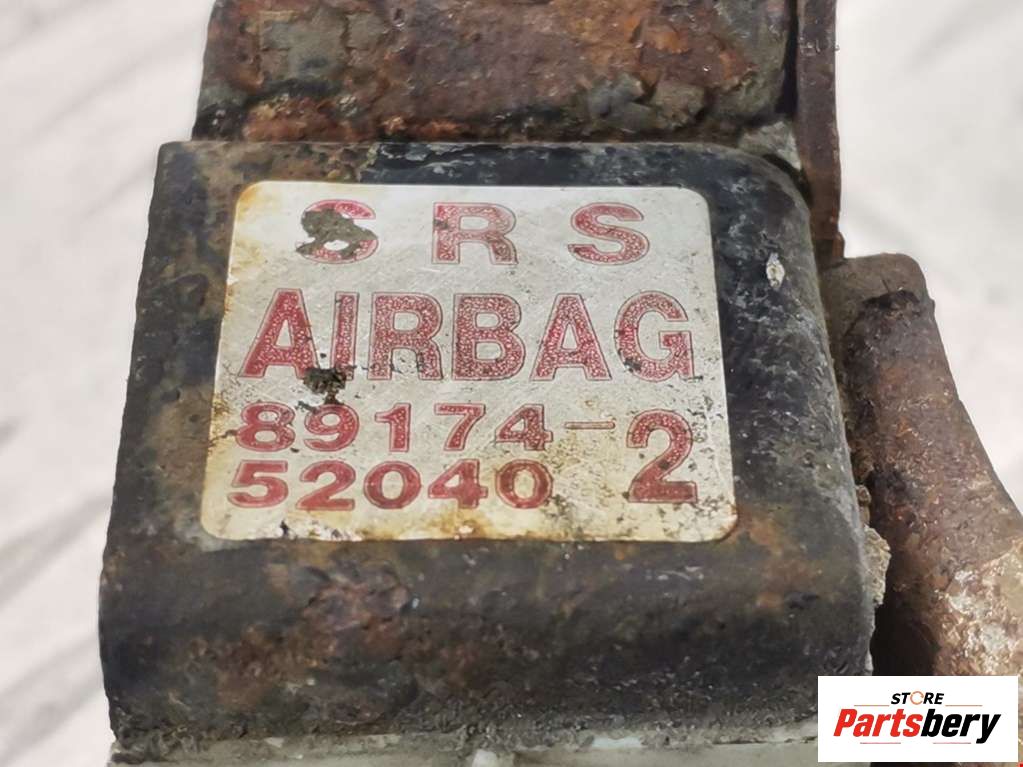 SRS
AIRBAG
89174-
52040 2
STORE
Partsbery